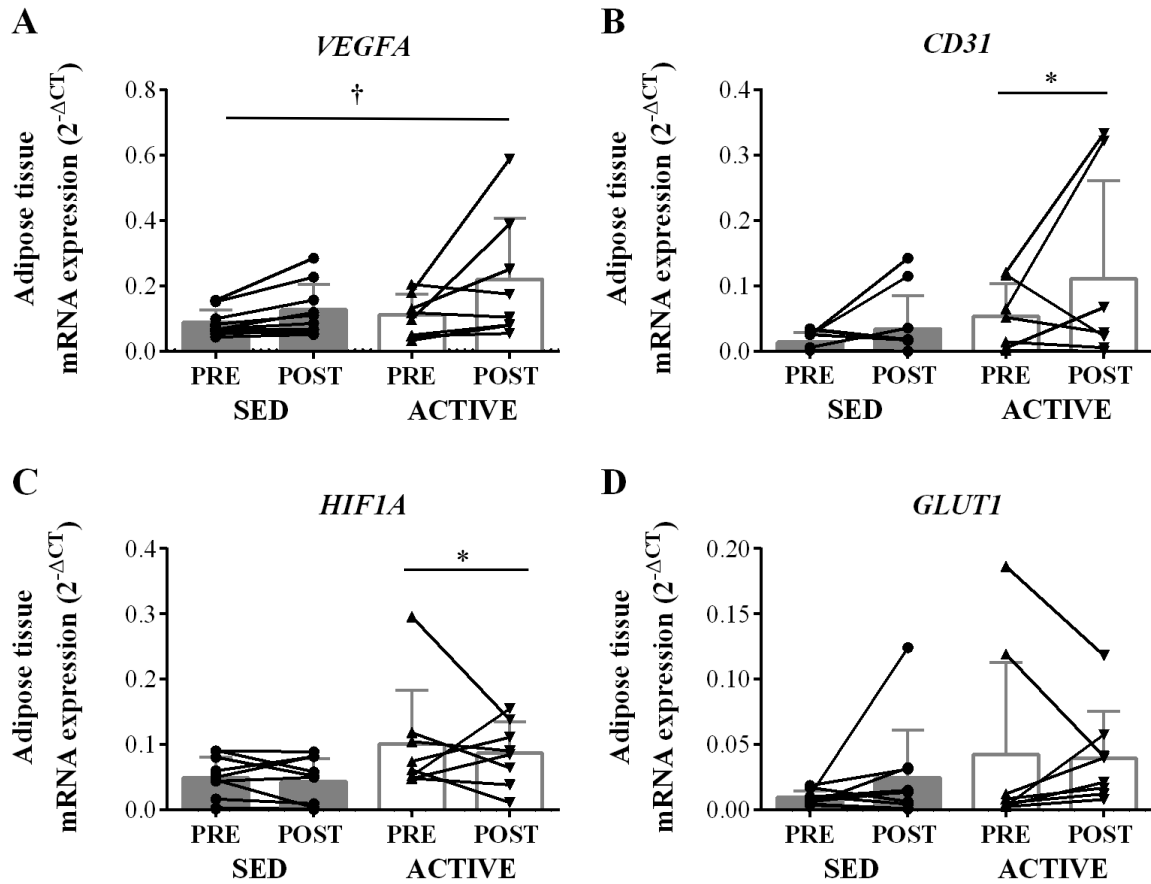 A
VEGFA
Adipose tissue
mRNA expression (2^-ΔCT)
0.8
0.6
0.4
0.2
0.0
†
PRE POST PRE POST
SED ACTIVE
B
CD31
Adipose tissue
mRNA expression (2^-ΔCT)
0.4
0.3
0.2
0.1
0.0
*
PRE POST PRE POST
SED ACTIVE
C
HIF1A
Adipose tissue
mRNA expression (2^-ΔCT)
0.4
0.3
0.2
0.1
0.0
*
PRE POST PRE POST
SED ACTIVE
D
GLUT1
Adipose tissue
mRNA expression (2^-ΔCT)
0.20
0.15
0.10
0.05
0.00
PRE POST PRE POST
SED ACTIVE